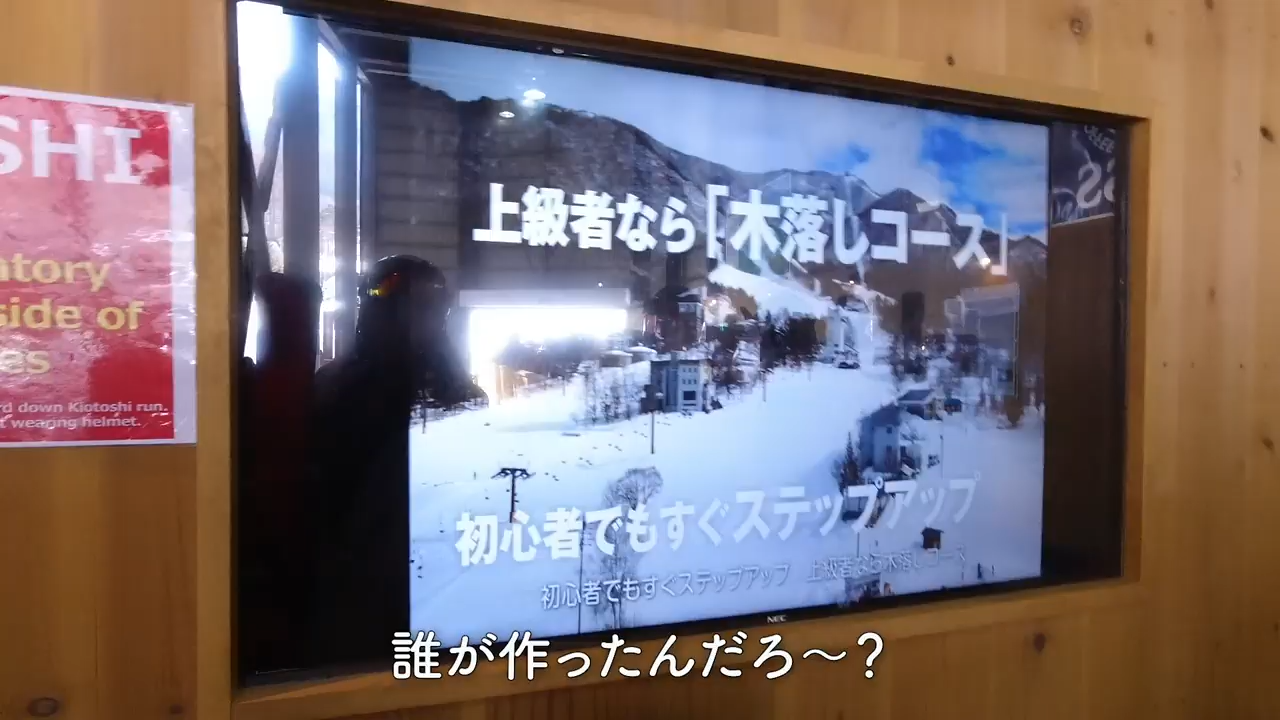 SHI
ntory
side of
es
rd down Kiotoshi run.
t wearing helmet.
上級者なら「木落しコース」
初心者でもすぐステップアップ
初心者でもすぐステップアップ 上級者なら木落しコース
NEC
誰が作ったんだろ～？